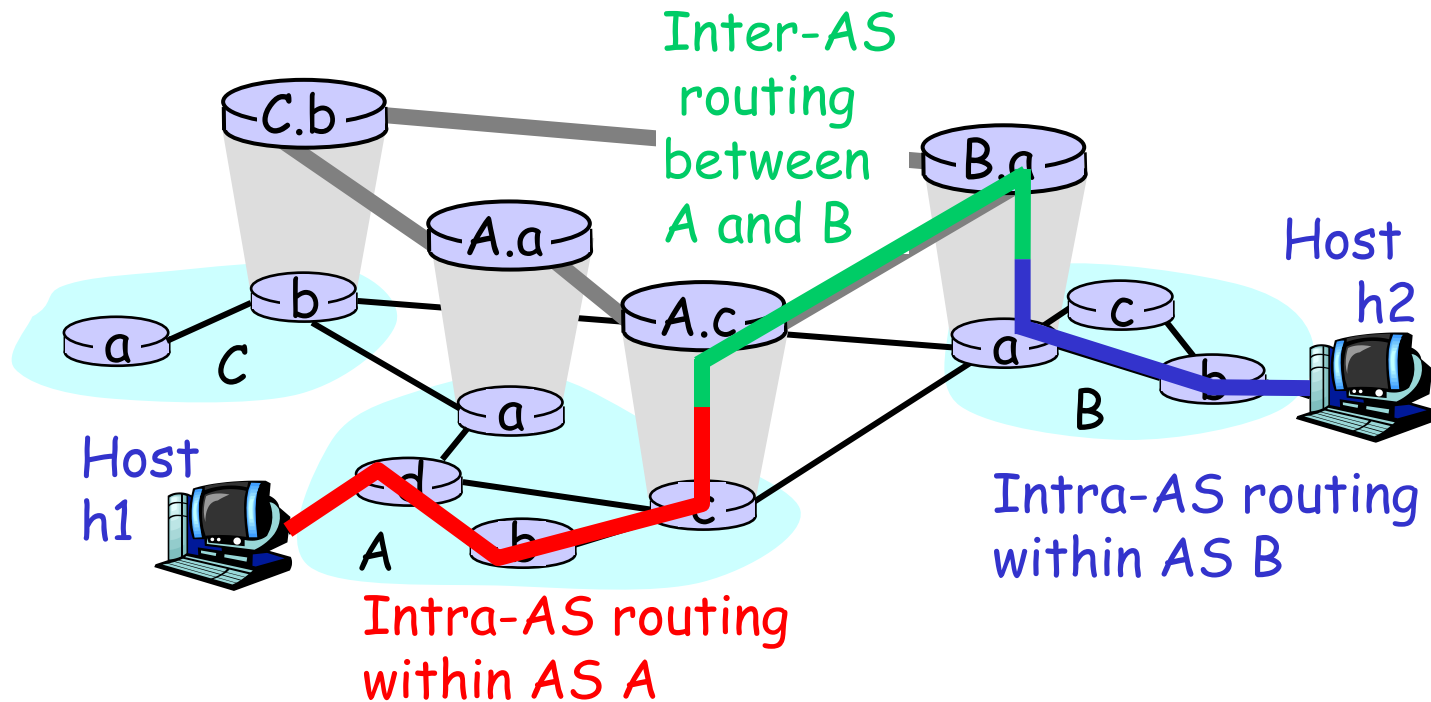 Inter-AS
routing
between
A and B
C.b
B.a
A.a
A.c
Host
h2
b
a
C
c
a
b
B
a
Host
h1
d
c
b
A
Intra-AS routing
within AS B
Intra-AS routing
within AS A